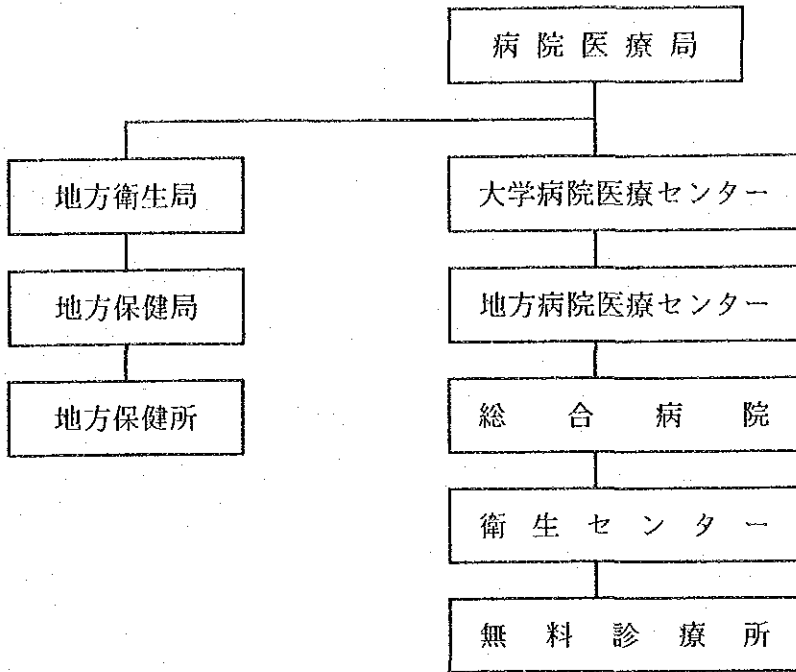 病院医療局
地方衛生局
大学病院医療センター
地方保健局
地方病院医療センター
地方保健所
総合病院
衛生センター
無料診療所